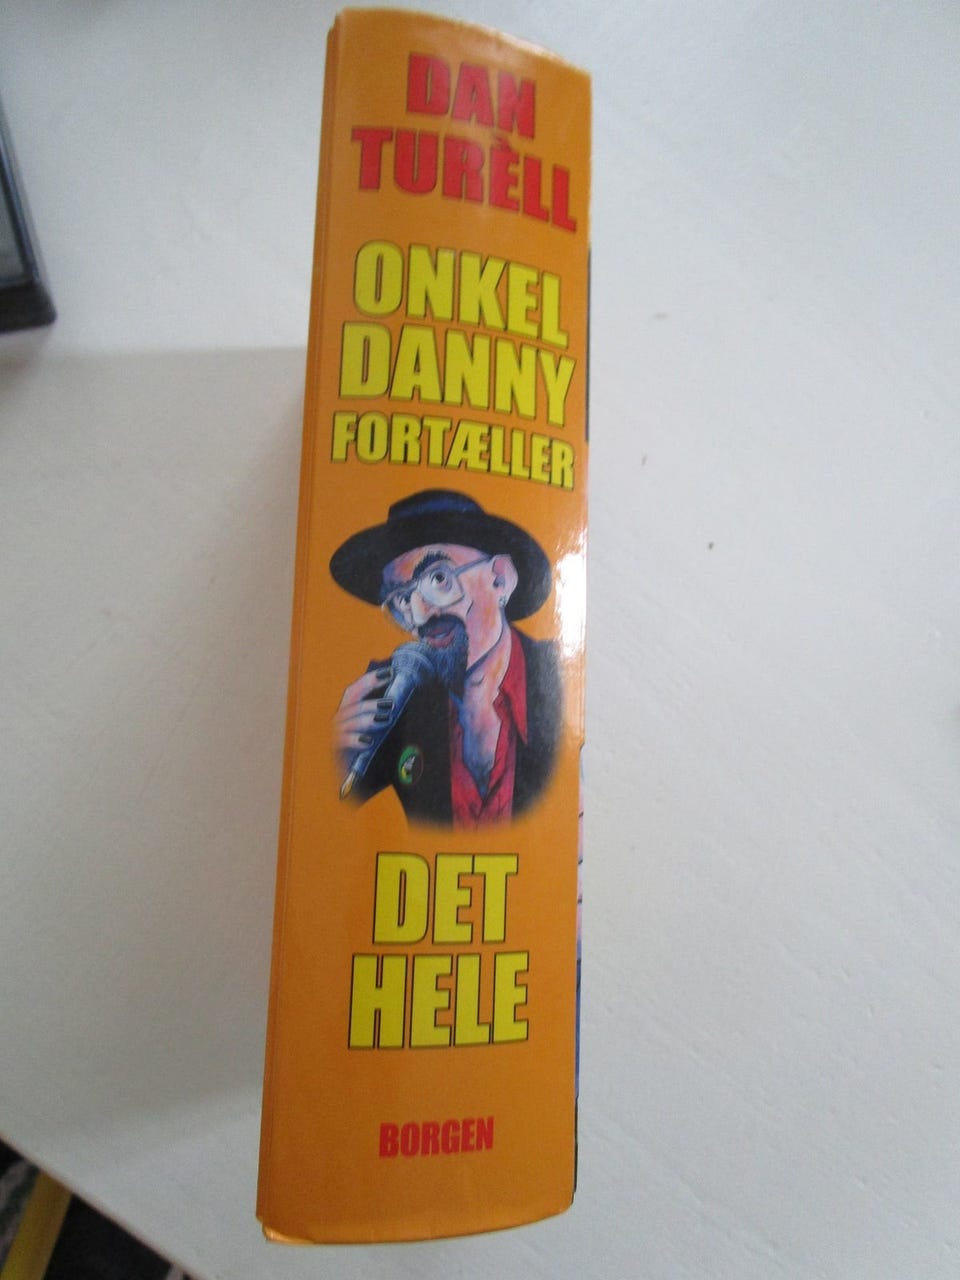 DAN
TURÈLL
ONKEL
DANNY
FORTÆLLER
DET
HELE
BORGEN